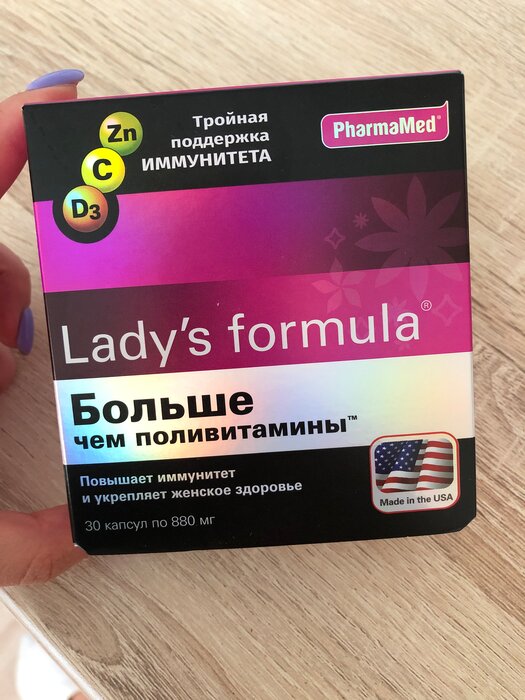 Zn
C
D3
Тройная
поддержка
ИММУНИТЕТА
PharmaMed®
Lady's formula®
Больше
чем поливитамины™
Повышает иммунитет
и укрепляет женское здоровье
30 капсул по 880 мг
Made in the USA